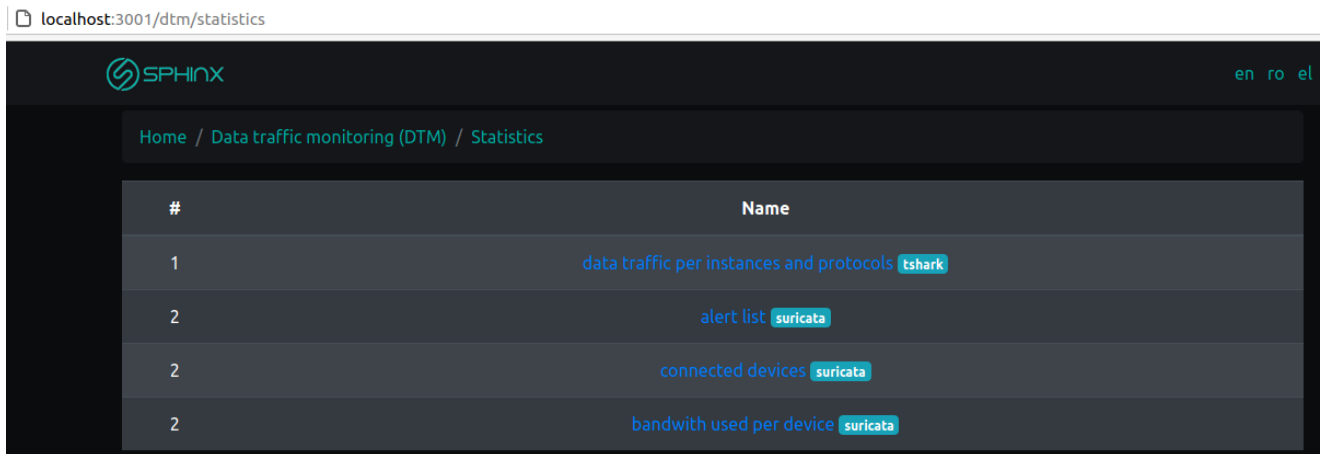 localhost:3001/dtm/statistics
SPHINX
en ro el
Home / Data traffic monitoring (DTM) / Statistics
# Name
1 data traffic per instances and protocols tshark
2 alert list suricata
2 connected devices suricata
2 bandwith used per device suricata